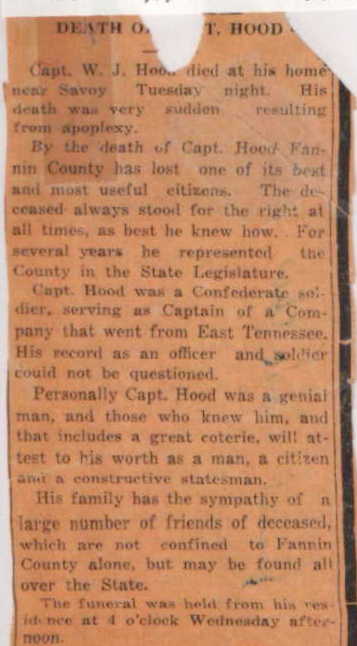 DEATH O T. HOOD
Capt. W. J. Hood died at his home
near Savoy Tuesday night. His
death was very sudden resulting
from apoplexy.
By the death of Capt. Hood Fan-
nin County has lost one of its best
and most useful citizens. The de-
ceased always stood for the right at
all times, as best he knew how. For
several years he represented the
County in the State Legislature.
Capt. Hood was a Confederate sol-
dier, serving as Captain of a Com-
pany that went from East Tennessee.
His record as an officer and soldier
could not be questioned.
Personally Capt. Hood was a genial
man, and those who knew him, and
that includes a great coterie, will at-
test to his worth as a man, a citizen
and a constructive statesman.
His family has the sympathy of a
large number of friends of deceased,
which are not confined to Fannin
County alone, but may be found all
over the State.
The funeral was held from his res-
idence at 4 o'clock Wednesday after-
noon.